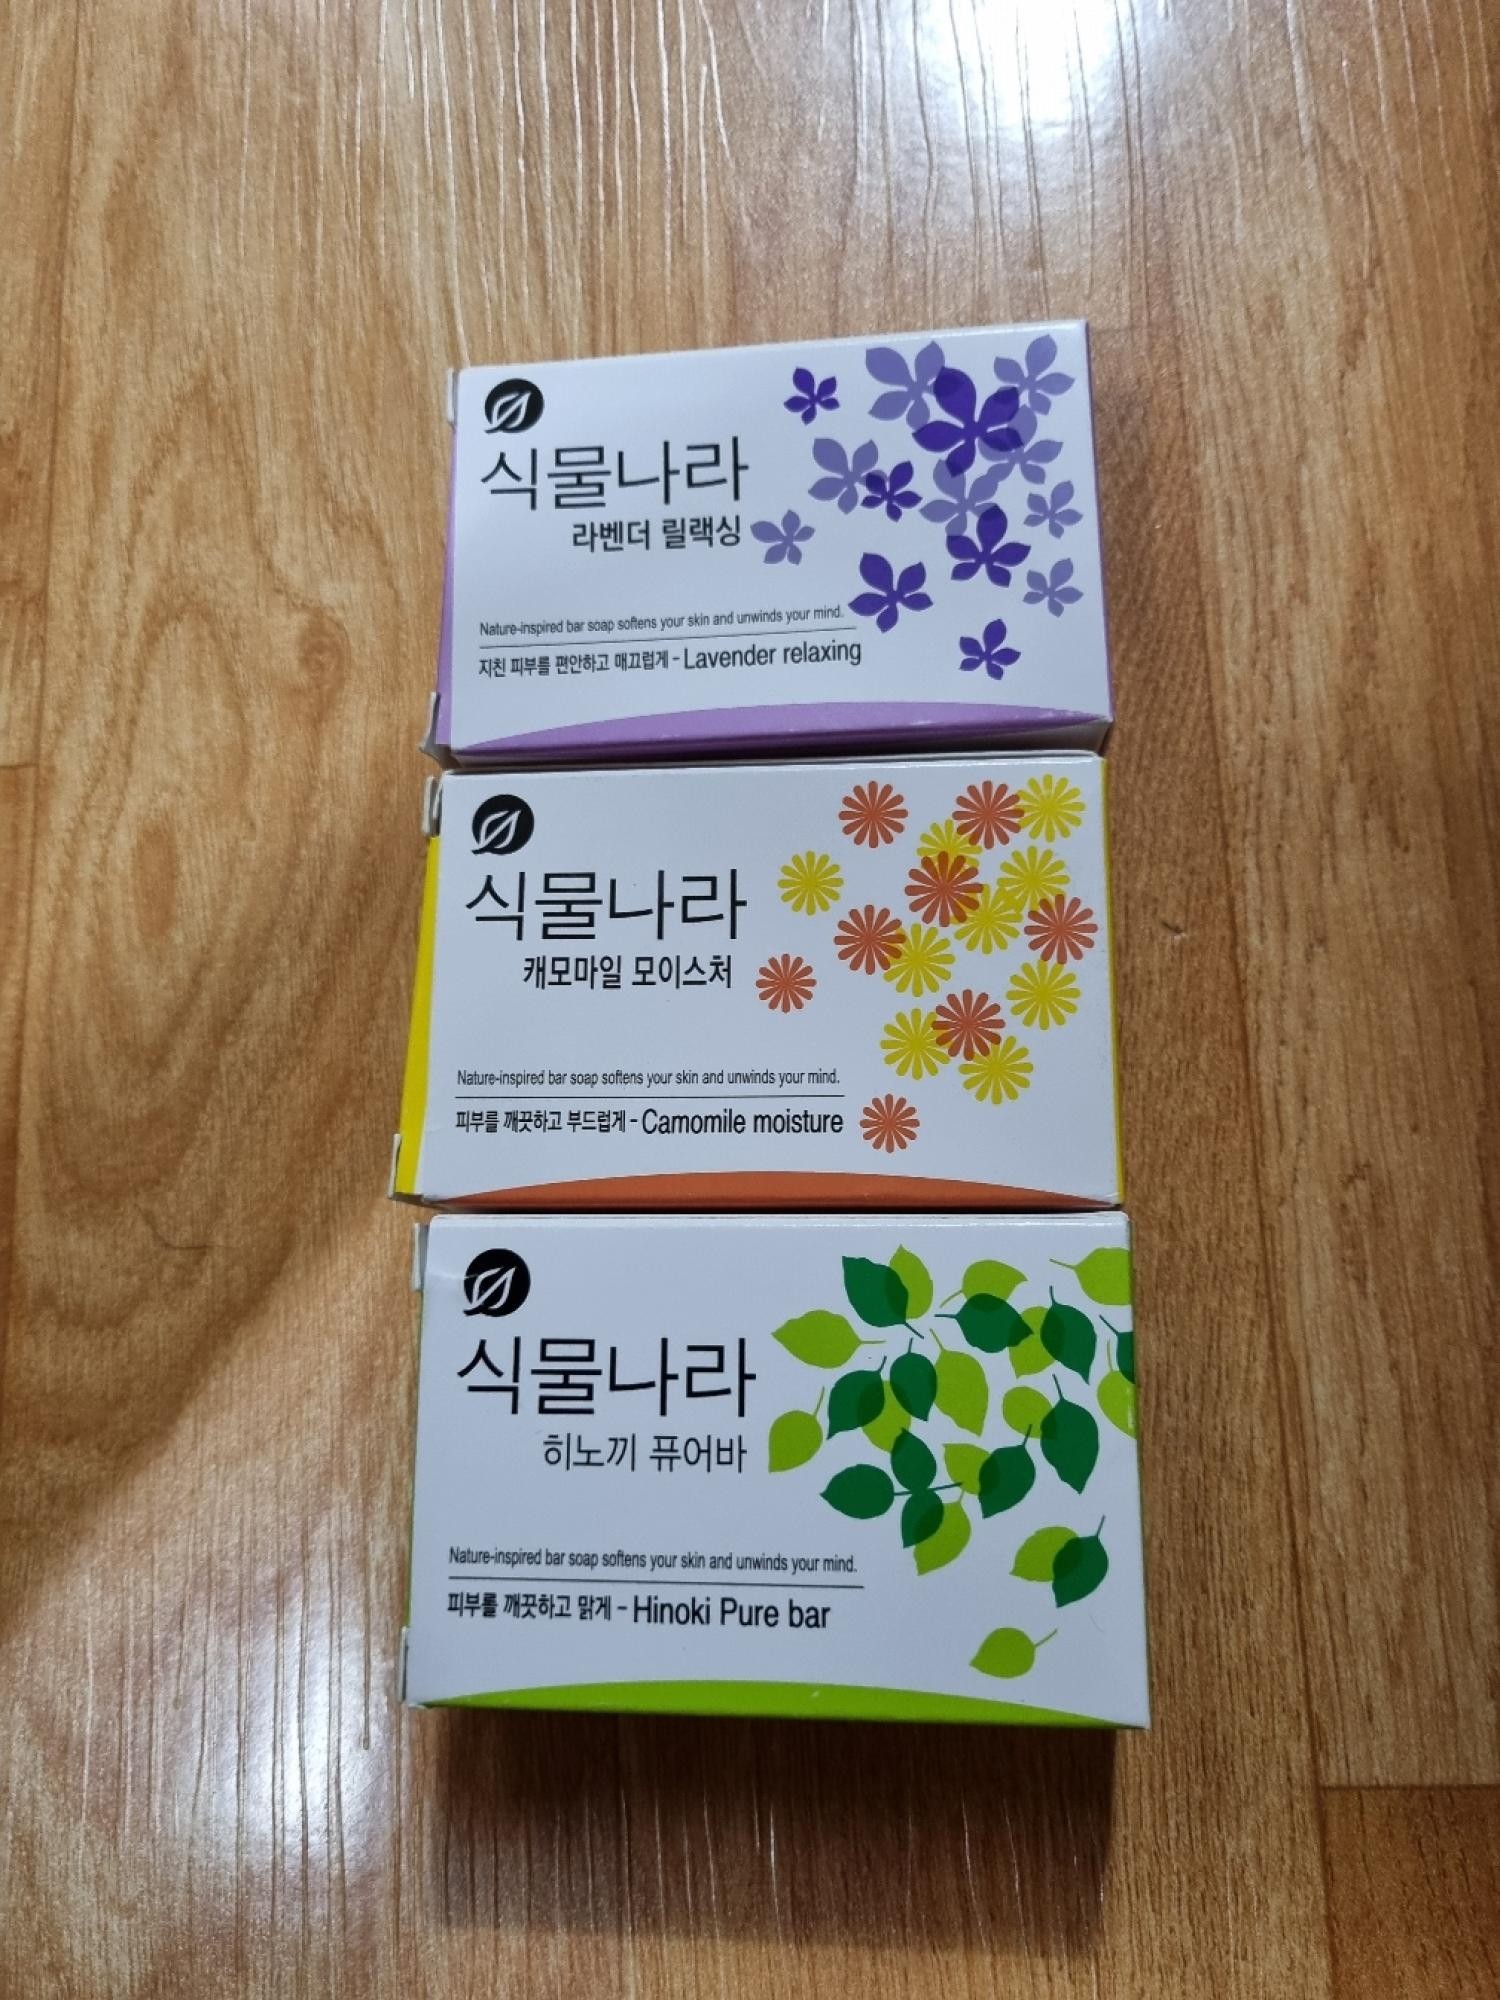 식물나라
라벤더 릴랙싱
Nature-inspired bar soap softens your skin and unwinds your mind.
지친 피부를 편안하고 매끄럽게 - Lavender relaxing
식물나라
캐모마일 모이스처
Nature-inspired bar soap softens your skin and unwinds your mind.
피부를 깨끗하고 부드럽게 - Camomile moisture
식물나라
히노끼 퓨어바
Nature-inspired bar soap softens your skin and unwinds your mind.
피부를 깨끗하고 맑게 - Hinoki Pure bar